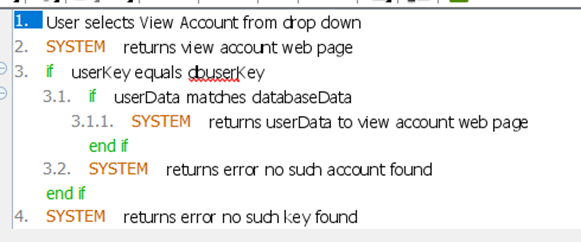 1. User selects View Account from drop down
2. SYSTEM returns view account web page
3. if userKey equals dbuserKey
3.1. if userData matches databaseData
3.1.1. SYSTEM returns userData to view account web page
end if
3.2. SYSTEM returns error no such account found
end if
4. SYSTEM returns error no such key found